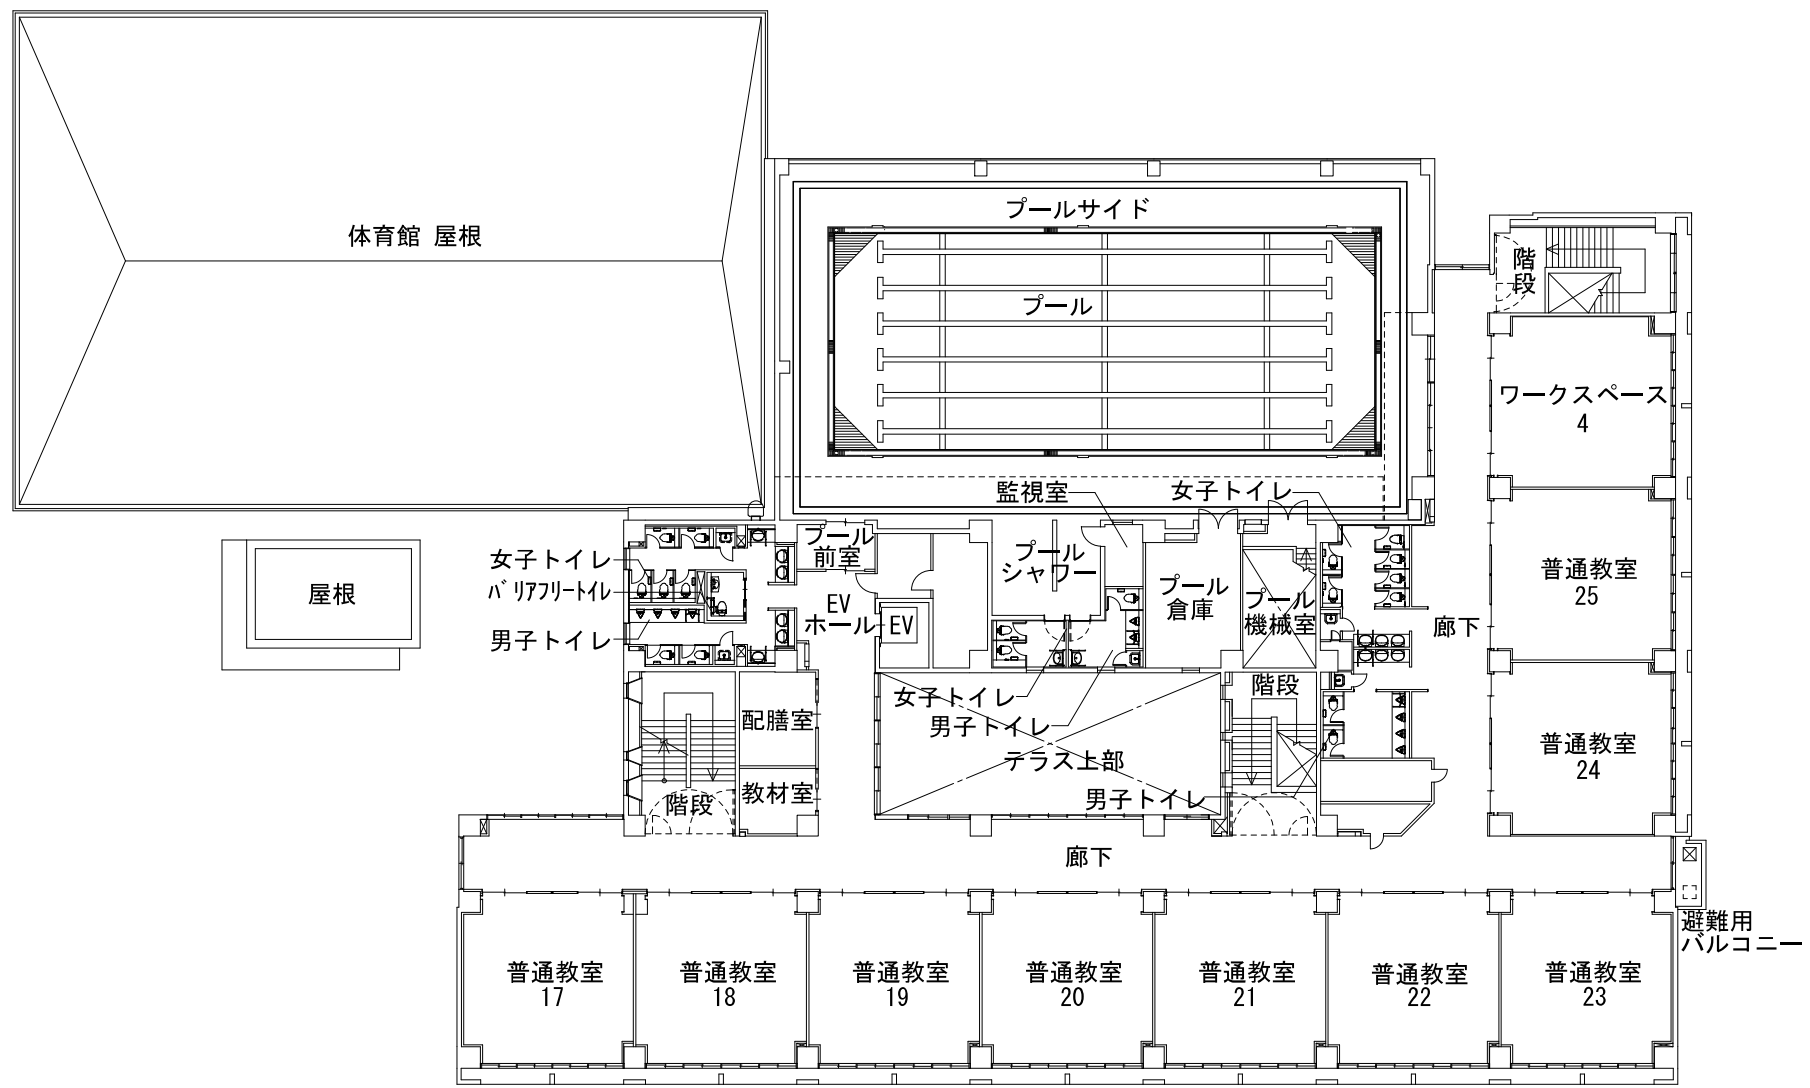 体育館 屋根
プールサイド
プール
階
段
ワークスペース
4
監視室
女子トイレ
プール
前室
プール
シャワー
女子トイレ
バリアフリートイレ
男子トイレ
屋根
EV
ホール
EV
プール
倉庫
プール
機械室
廊下
普通教室
25
女子トイレ
男子トイレ
階段
配膳室
テラス上部
普通教室
24
教材室
階段
男子トイレ
廊下
避難用
バルコニー
普通教室
17
普通教室
18
普通教室
19
普通教室
20
普通教室
21
普通教室
22
普通教室
23